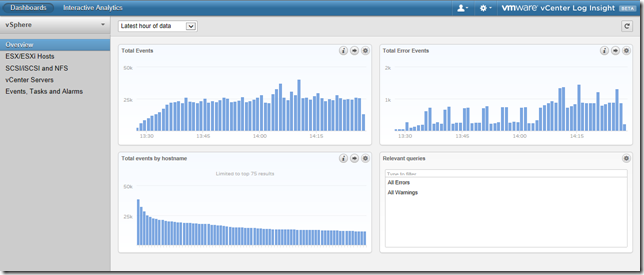 Dashboards Interactive Analytics
vmware vCenter Log Insight BETA
vSphere
Latest hour of data
Overview
ESX/ESXi Hosts
SCSI/iSCSI and NFS
vCenter Servers
Events, Tasks and Alarms
Total Events
50k
25k
13:30 13:45 14:00 14:15
Total Error Events
2k
1k
13:30 13:45 14:00 14:15
Total events by hostname
Limited to top 75 results
50k
25k
Relevant queries
Type to filter
All Errors
All Warnings